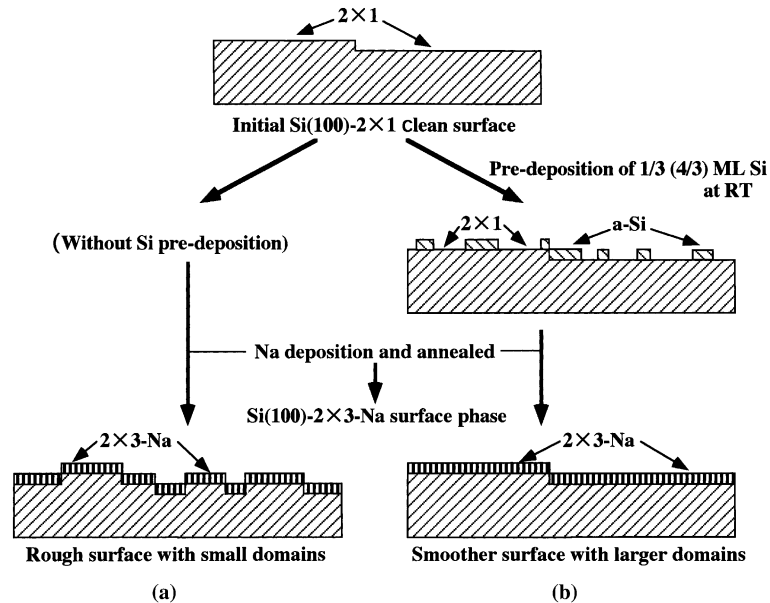 2×1
Initial Si(100)-2×1 Clean surface
Pre-deposition of 1/3 (4/3) ML Si
at RT
(Without Si pre-deposition)
2×1
a-Si
Na deposition and annealed
Si(100)-2×3-Na surface phase
2×3-Na
2×3-Na
Rough surface with small domains
Smoother surface with larger domains
(a)
(b)